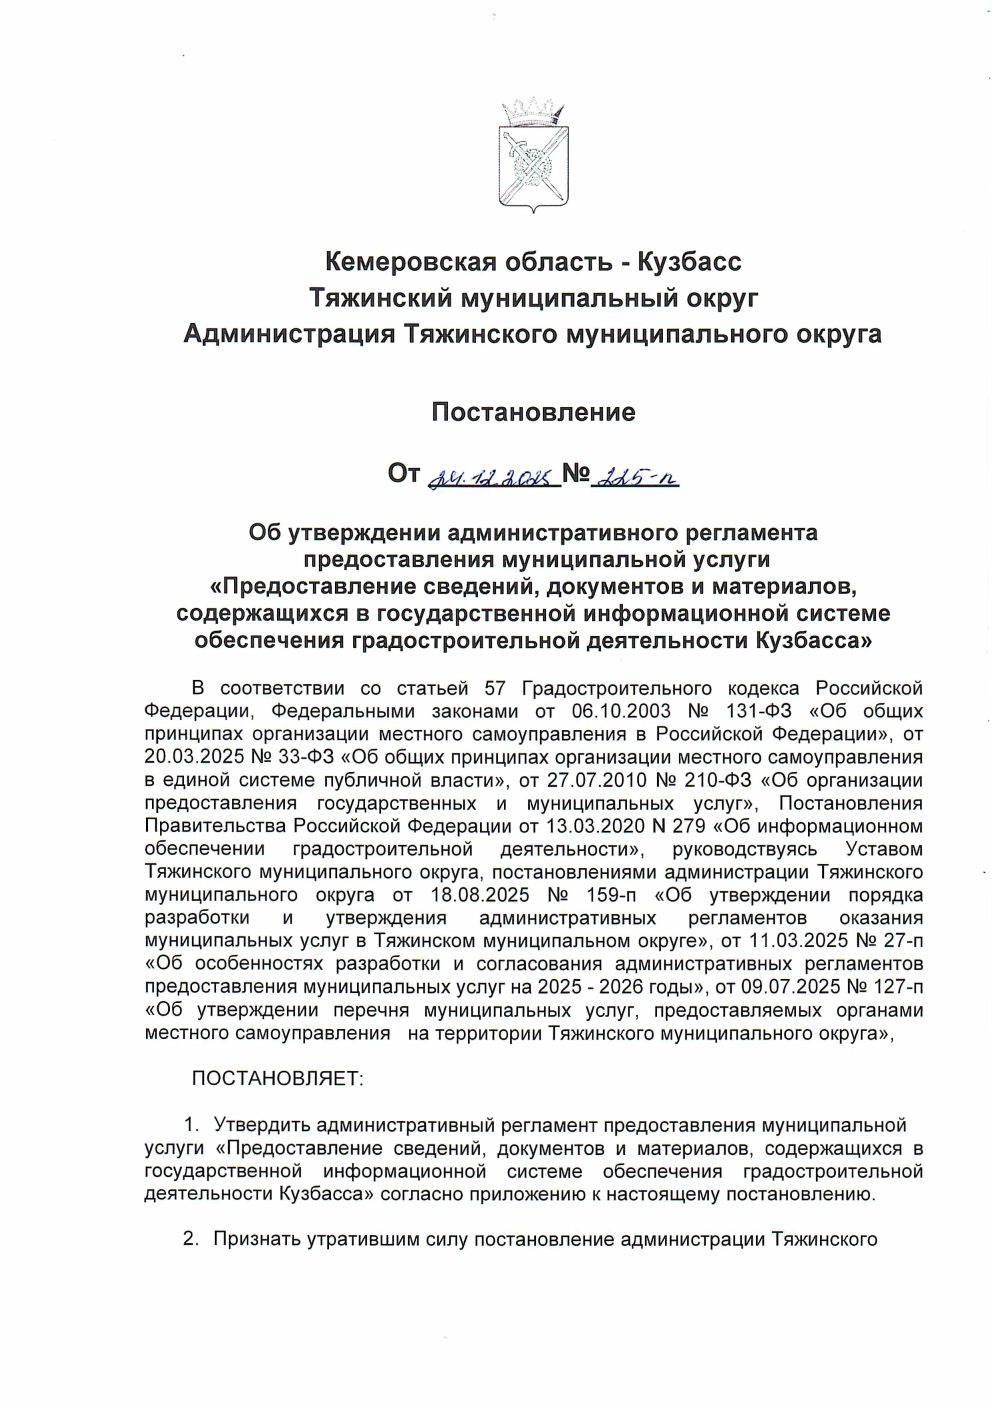 Кемеровская область - Кузбасс
Тяжинский муниципальный округ
Администрация Тяжинского муниципального округа
Постановление
От 24.12.2025 № 225-п
Об утверждении административного регламента
предоставления муниципальной услуги
«Предоставление сведений, документов и материалов,
содержащихся в государственной информационной системе
обеспечения градостроительной деятельности Кузбасса»
В соответствии со статьей 57 Градостроительного кодекса Российской
Федерации, Федеральными законами от 06.10.2003 № 131-ФЗ «Об общих
принципах организации местного самоуправления в Российской Федерации», от
20.03.2025 № 33-ФЗ «Об общих принципах организации местного самоуправления
в единой системе публичной власти», от 27.07.2010 № 210-ФЗ «Об организации
предоставления государственных и муниципальных услуг», Постановления
Правительства Российской Федерации от 13.03.2020 N 279 «Об информационном
обеспечении градостроительной деятельности», руководствуясь Уставом
Тяжинского муниципального округа, постановлениями администрации Тяжинского
муниципального округа от 18.08.2025 № 159-п «Об утверждении порядка
разработки и утверждения административных регламентов оказания
муниципальных услуг в Тяжинском муниципальном округе», от 11.03.2025 № 27-п
«Об особенностях разработки и согласования административных регламентов
предоставления муниципальных услуг на 2025 - 2026 годы», от 09.07.2025 № 127-п
«Об утверждении перечня муниципальных услуг, предоставляемых органами
местного самоуправления на территории Тяжинского муниципального округа»,
ПОСТАНОВЛЯЕТ:
1. Утвердить административный регламент предоставления муниципальной
услуги «Предоставление сведений, документов и материалов, содержащихся в
государственной информационной системе обеспечения градостроительной
деятельности Кузбасса» согласно приложению к настоящему постановлению.
2. Признать утратившим силу постановление администрации Тяжинского